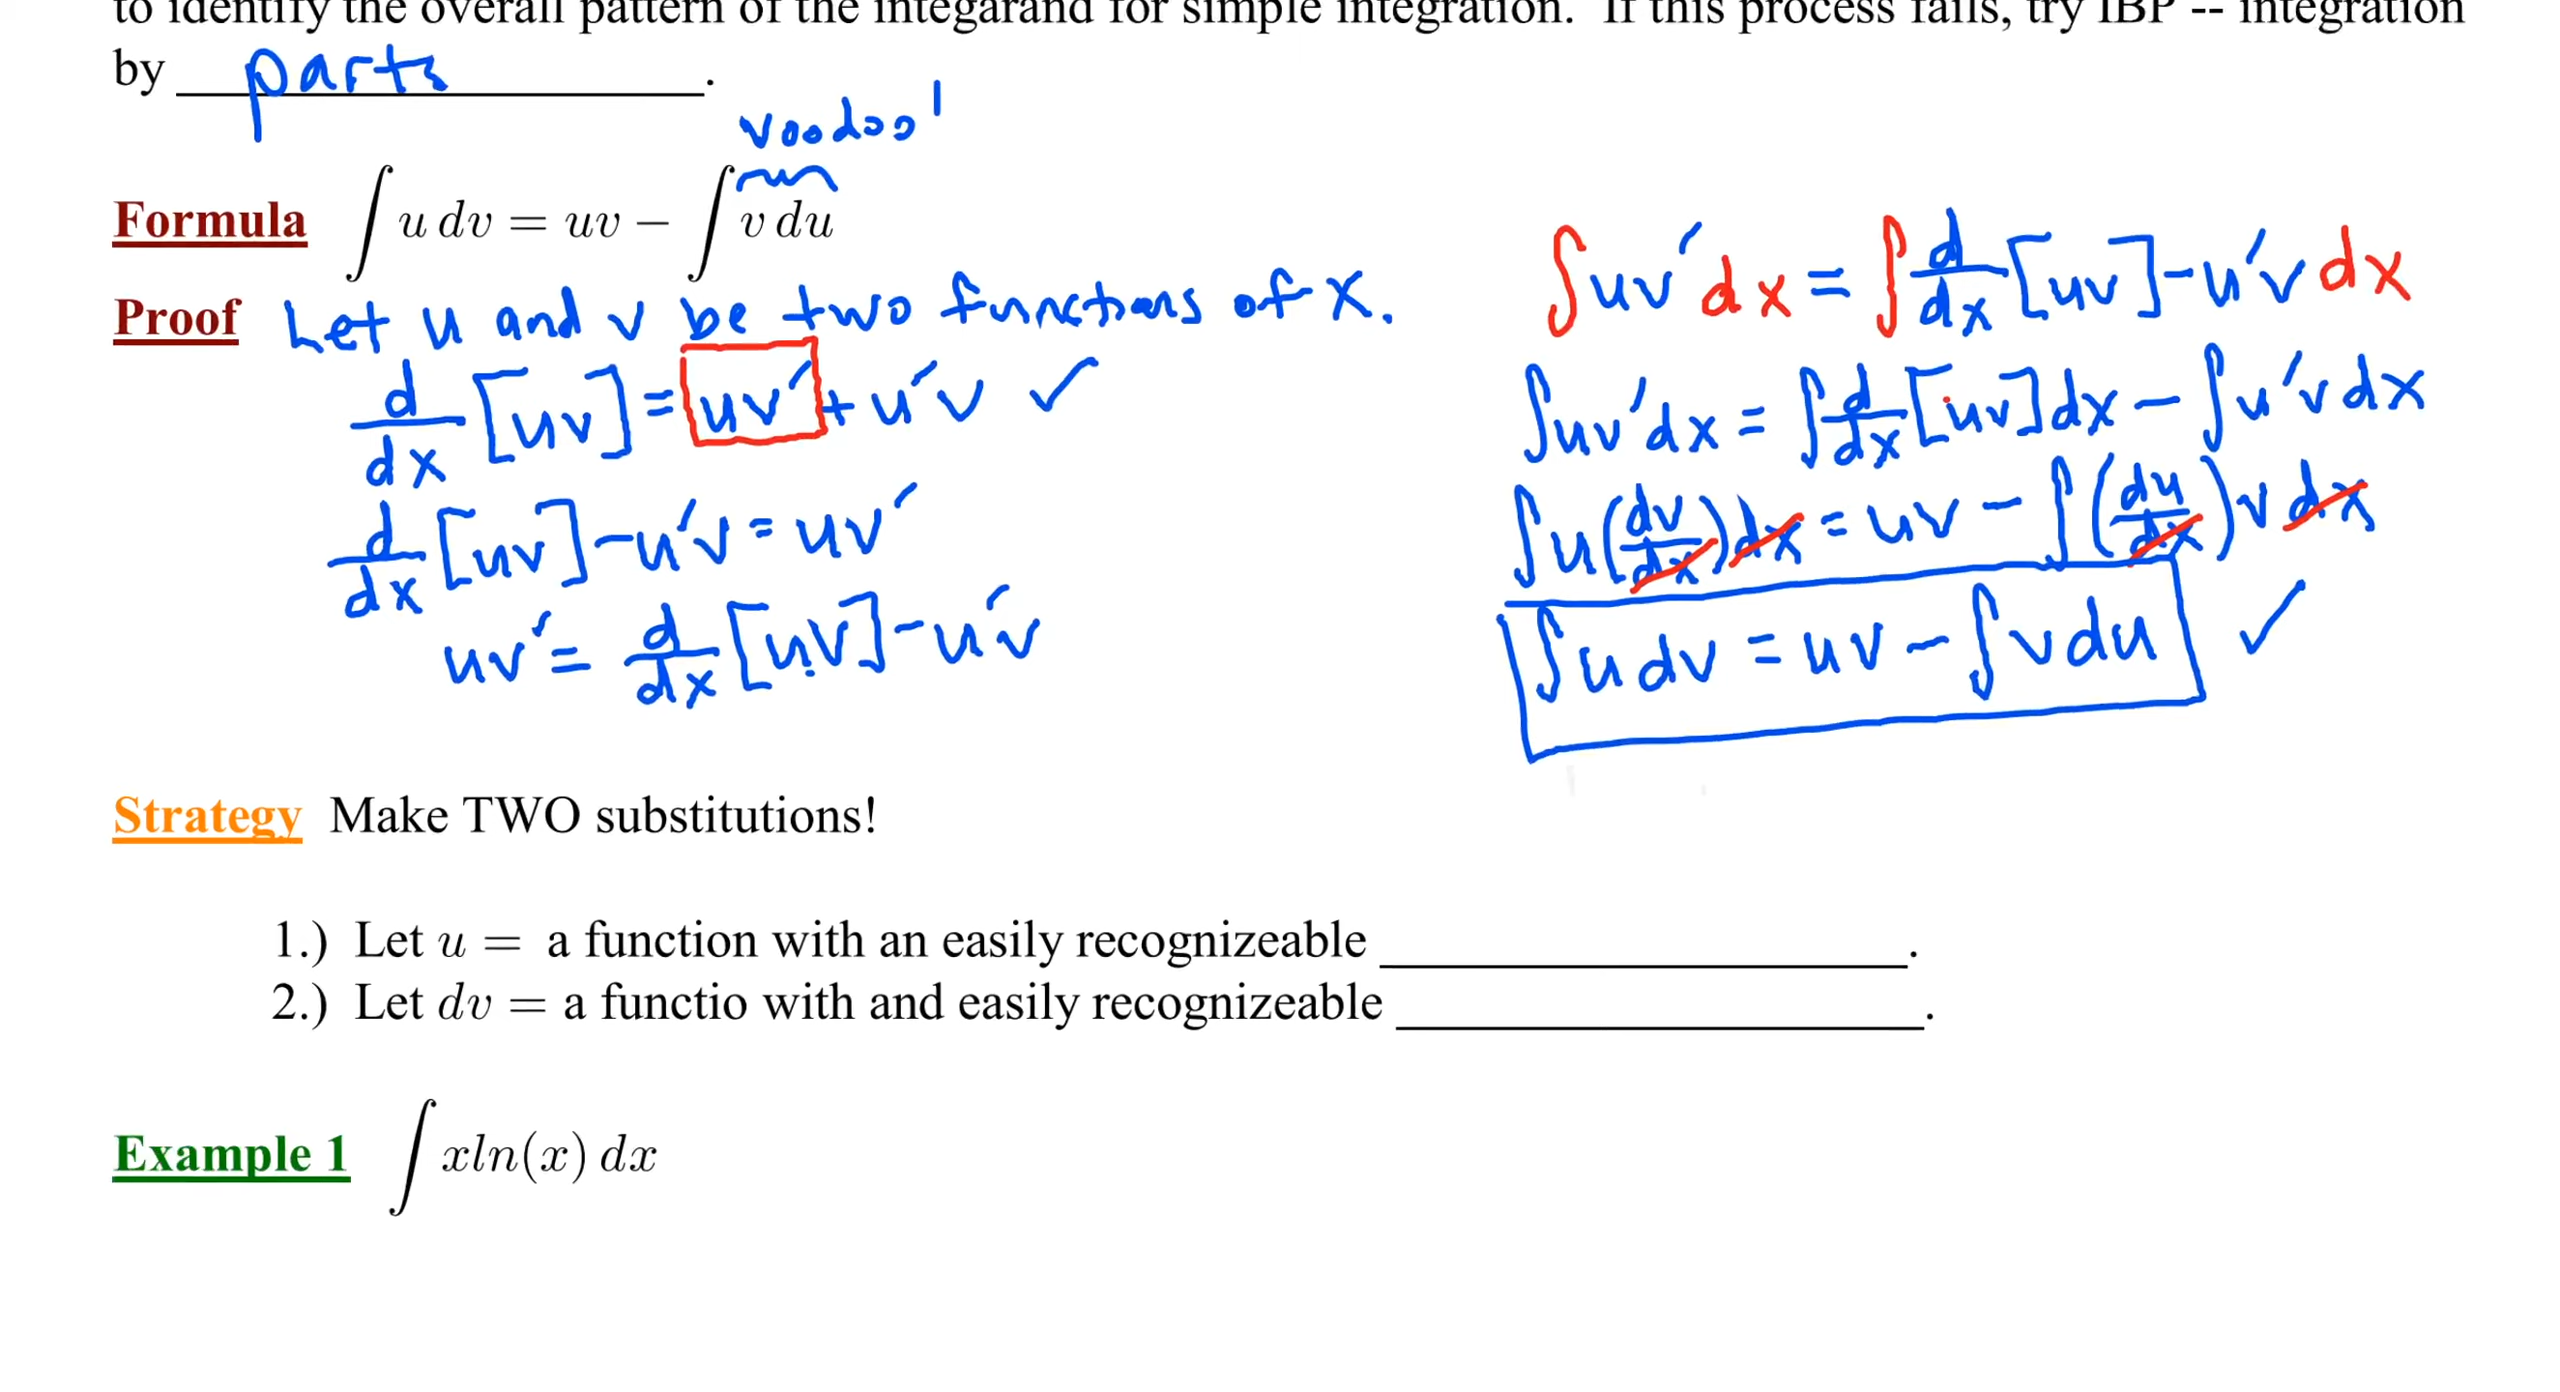 to identify the overall pattern of the integarand for simple integration. If this process fails, try IBP -- integration
by parts.
voodoo'
Formula ∫ u dv = uv − ∫ v du
Proof Let u and v be two functions of x.
d/dx [uv] = uv' + u'v ✓
d/dx [uv] - u'v = uv'
uv' = d/dx [uv] - u'v
∫uv'dx = ∫ d/dx [uv] - u'v dx
∫uv'dx = ∫ d/dx [uv]dx - ∫u'v dx
∫u(dv/dx)dx = uv - ∫(du/dx)v dx
∫u dv = uv - ∫v du ✓
Strategy Make TWO substitutions!
1.) Let u = a function with an easily recognizeable ____________________.
2.) Let dv = a functio with and easily recognizeable ____________________.
Example 1 ∫ xln(x) dx